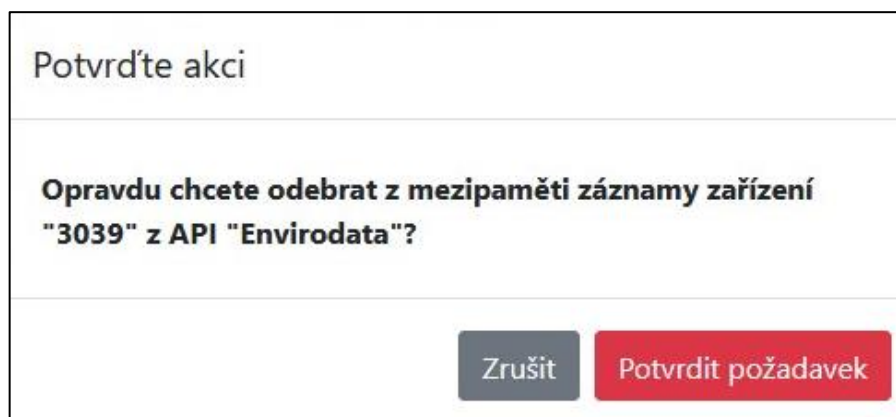 Potvrďte akci
Opravdu chcete odebrat z mezipaměti záznamy zařízení
"3039" z API "Envirodata"?
Zrušit
Potvrdit požadavek